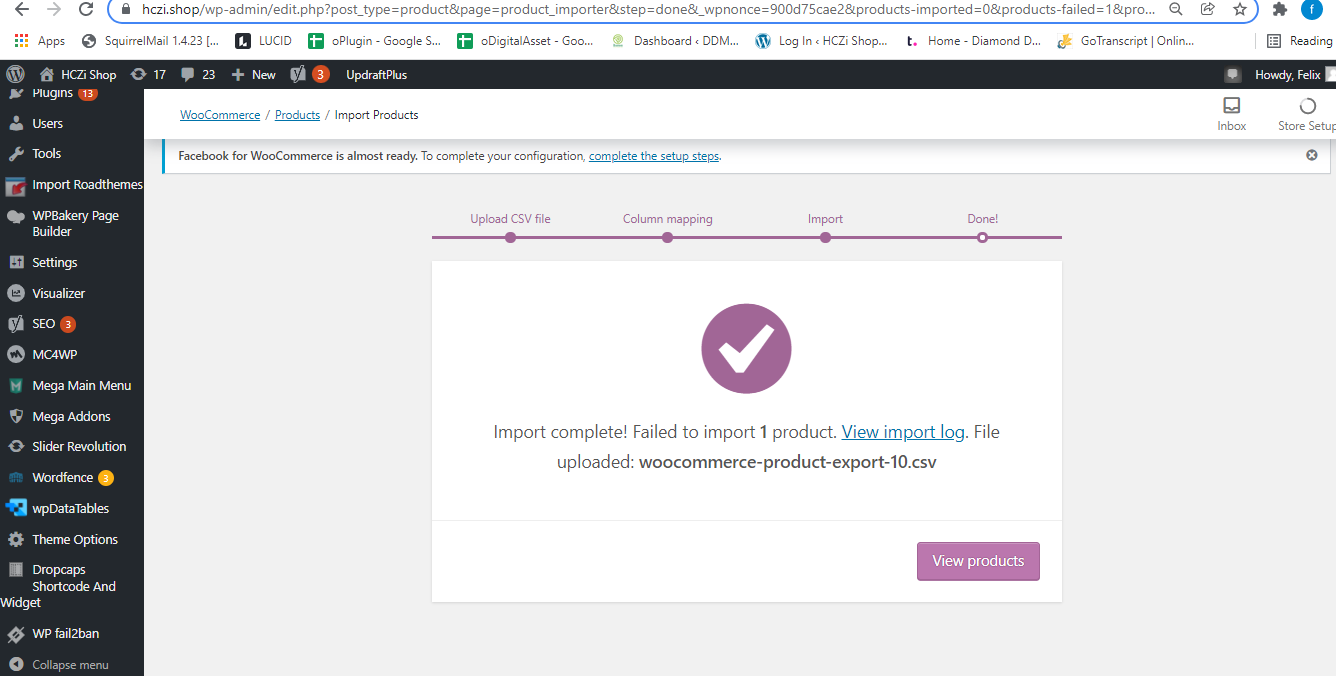 hczi.shop/wp-admin/edit.php?post_type=product&page=product_importer&step=done&_wpnonce=900d75cae2&products-imported=0&products-failed=1&pro...
f
Apps
SquirrelMail 1.4.23 [...
LUCID
oPlugin - Google S...
oDigitalAsset - Goo...
Dashboard ‹ DDM...
Log In ‹ HCZi Shop...
Home - Diamond D...
GoTranscript | Onlin...
Reading
HCZi Shop
17
23
New
3
UpdraftPlus
Howdy, Felix
Plugins 13
Users
Tools
Import Roadthemes
WPBakery Page
Builder
Settings
Visualizer
SEO 3
MC4WP
Mega Main Menu
Mega Addons
Slider Revolution
Wordfence 3
wpDataTables
Theme Options
Dropcaps
Shortcode And
Widget
WP fail2ban
Collapse menu
WooCommerce / Products / Import Products
Inbox
Store Setup
Facebook for WooCommerce is almost ready. To complete your configuration, complete the setup steps.
Upload CSV file
Column mapping
Import
Done!
Import complete! Failed to import 1 product. View import log. File
uploaded: woocommerce-product-export-10.csv
View products